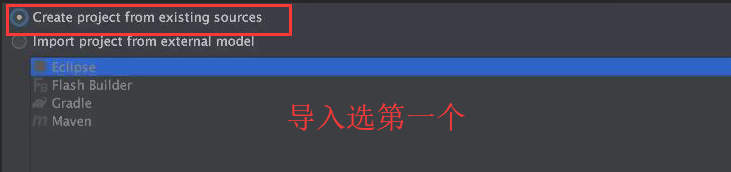 Create project from existing sources
Import project from external model
Eclipse
Flash Builder
Gradle
Maven
导入选第一个